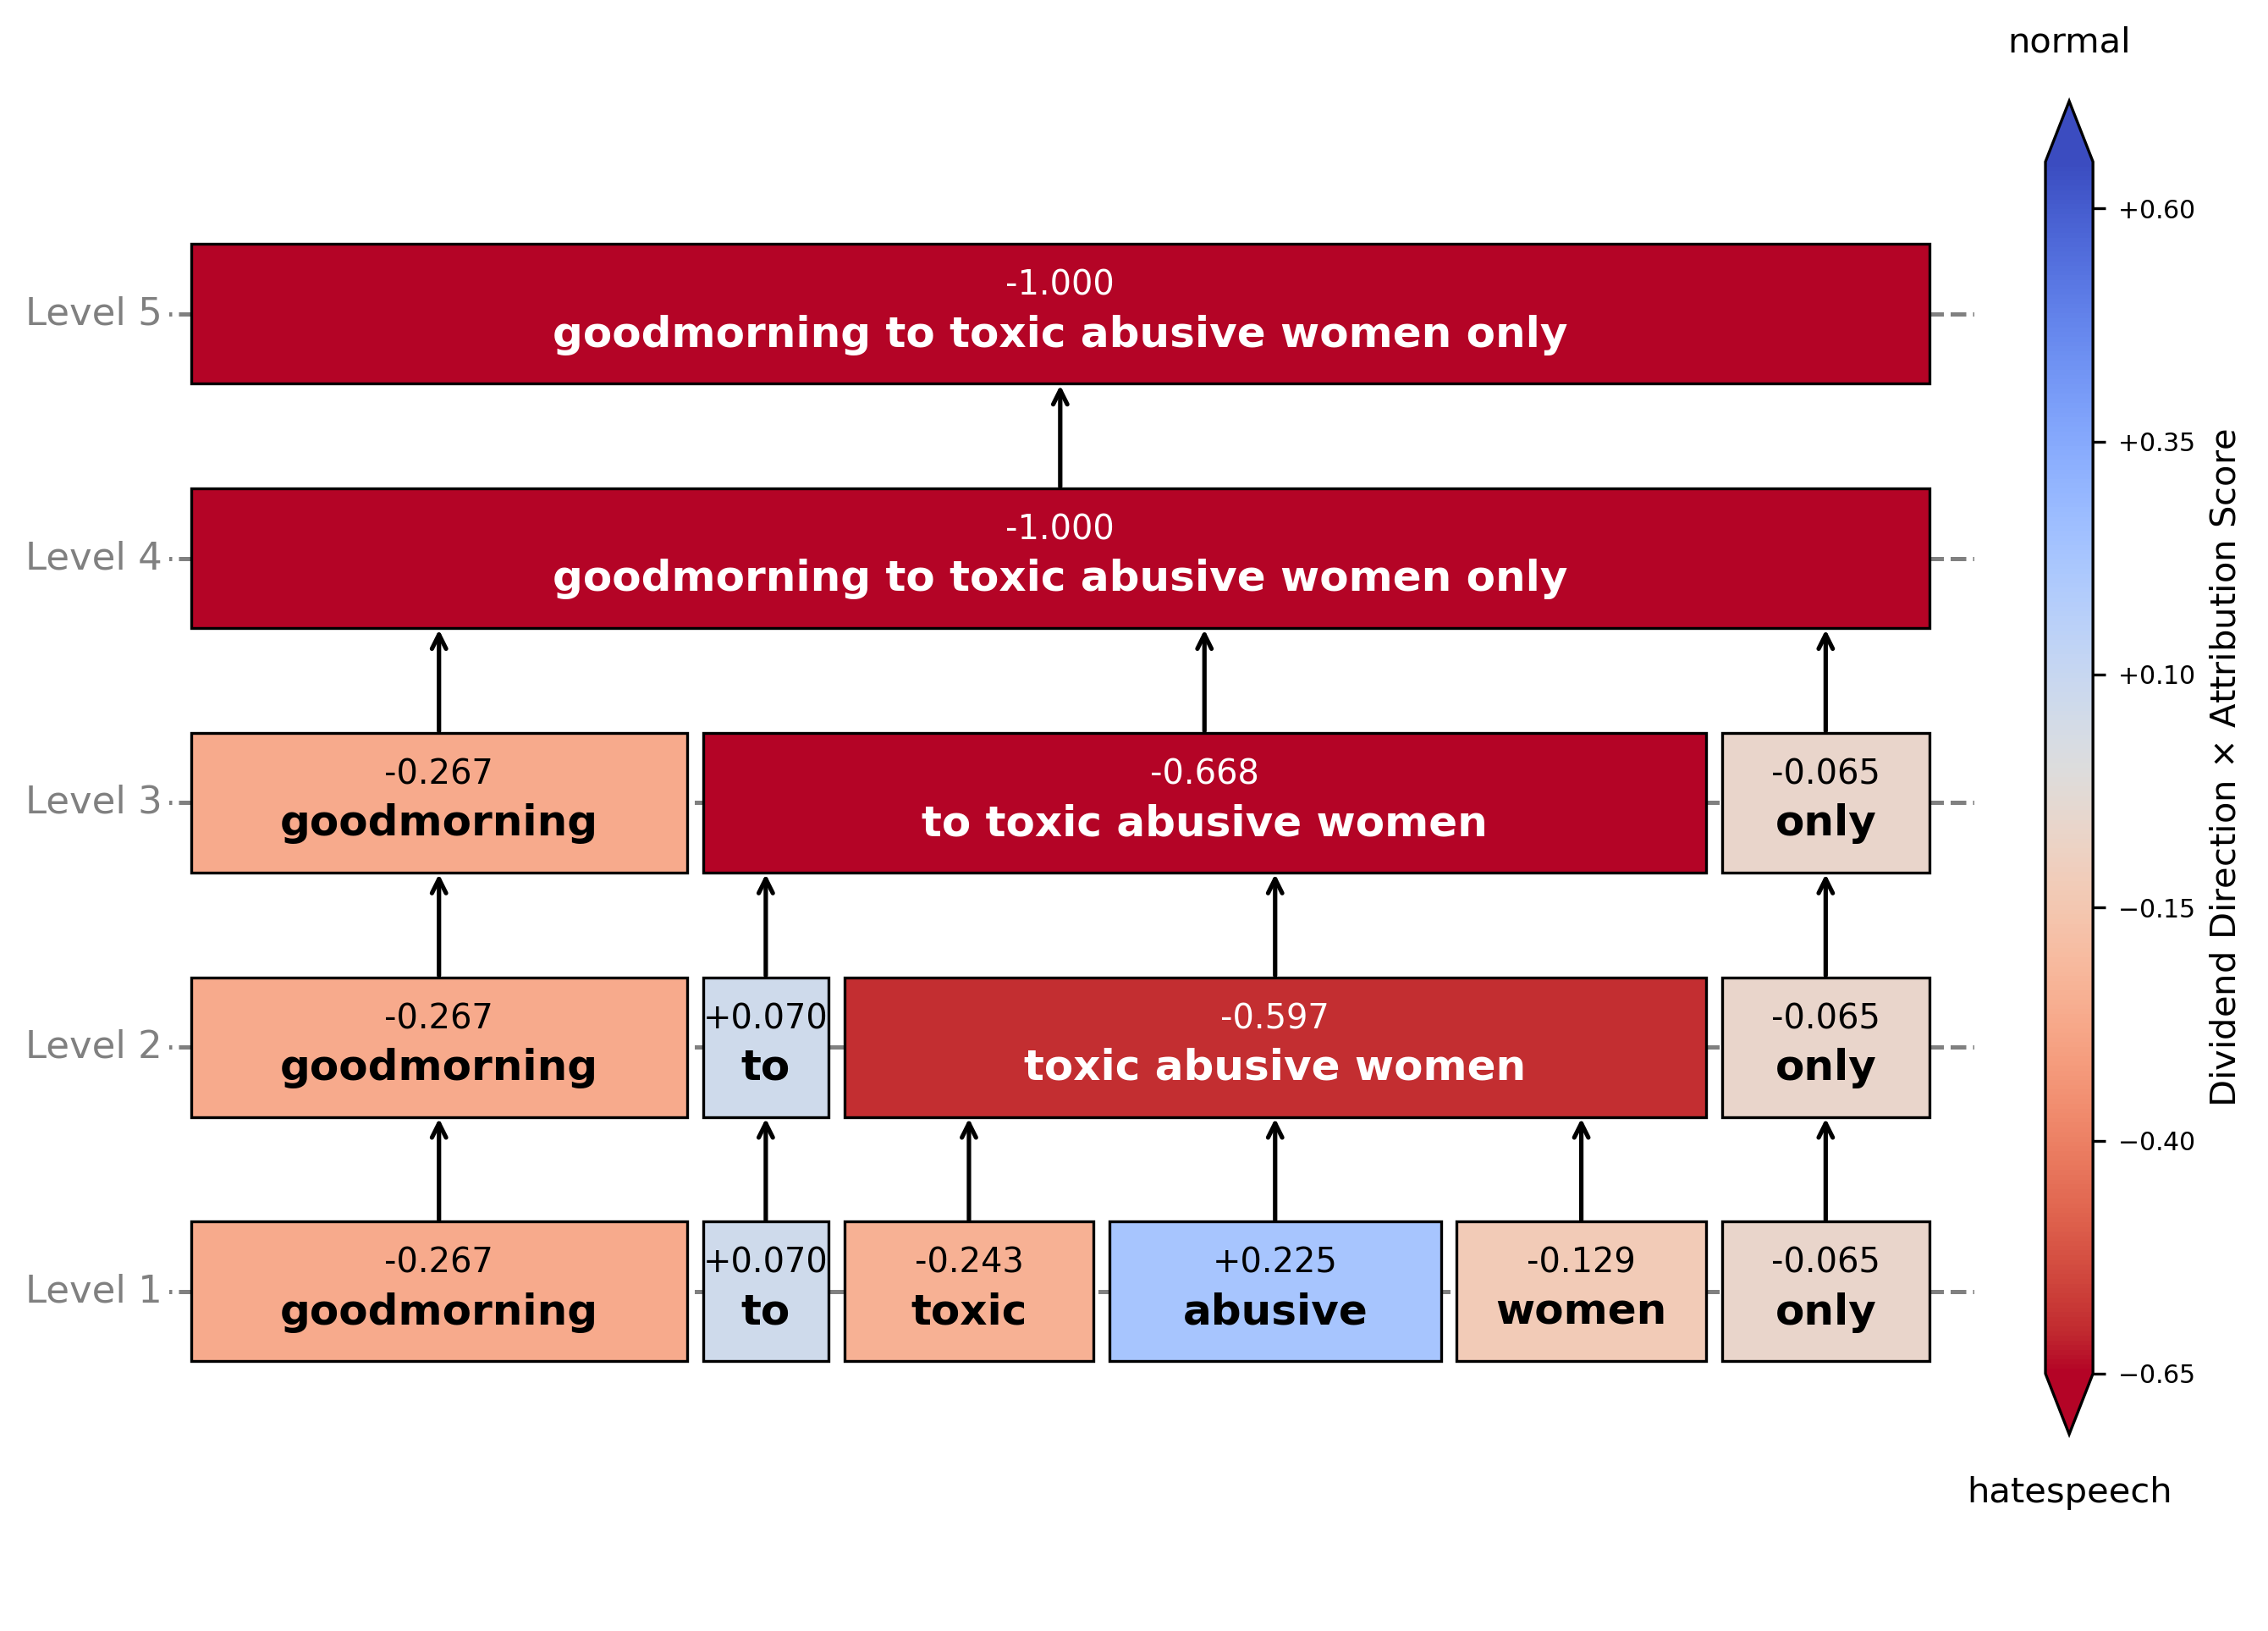 normal
Level 5
-1.000
goodmorning to toxic abusive women only
Level 4
-1.000
goodmorning to toxic abusive women only
Level 3
-0.267
goodmorning
-0.668
to toxic abusive women
-0.065
only
Level 2
-0.267
goodmorning
+0.070
to
-0.597
toxic abusive women
-0.065
only
Level 1
-0.267
goodmorning
+0.070
to
-0.243
toxic
+0.225
abusive
-0.129
women
-0.065
only
+0.60
+0.35
+0.10
−0.15
−0.40
−0.65
Dividend Direction × Attribution Score
hatespeech